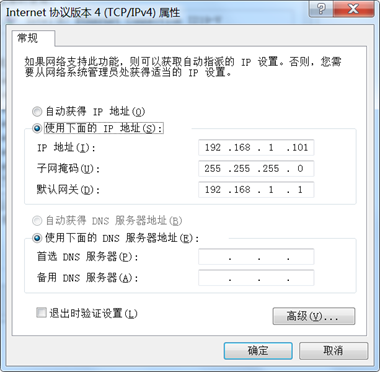 Internet 协议版本 4 (TCP/IPv4) 属性
常规
如果网络支持此功能，则可以获取自动指派的 IP 设置。否则，您需
要从网络系统管理员处获得适当的 IP 设置。
自动获得 IP 地址(O)
使用下面的 IP 地址(S):
IP 地址(I): 192 .168 . 1 .101
子网掩码(U): 255 .255 .255 . 0
默认网关(D): 192 .168 . 1 . 1
自动获得 DNS 服务器地址(B)
使用下面的 DNS 服务器地址(E):
首选 DNS 服务器(P): . . .
备用 DNS 服务器(A): . . .
退出时验证设置(L)
高级(V)...
确定 取消